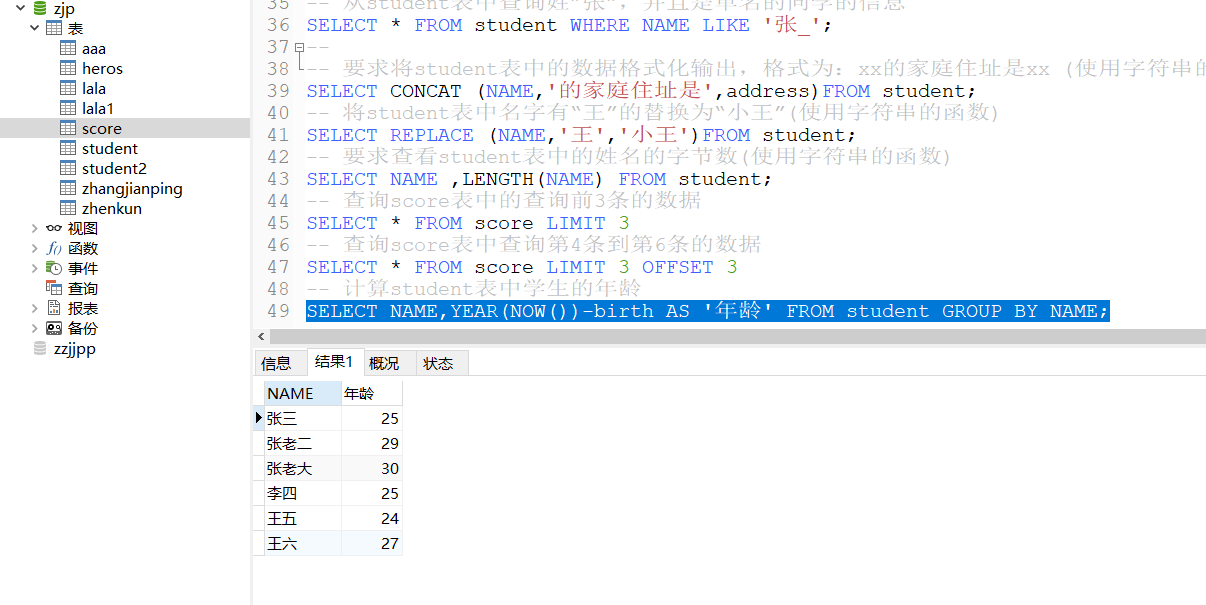 zjp
表
aaa
heros
lala
lala1
score
student
student2
zhangjianping
zhenkun
视图
函数
事件
查询
报表
备份
zzjjpp
35 -- 从student表中查询姓“张”，并且是单名的同学的信息
36 SELECT * FROM student WHERE NAME LIKE '张_';
37 --
38 -- 要求将student表中的数据格式化输出，格式为：xx的家庭住址是xx (使用字符串的
39 SELECT CONCAT (NAME,'的家庭住址是',address)FROM student;
40 -- 将student表中名字有“王”的替换为“小王”(使用字符串的函数)
41 SELECT REPLACE (NAME,'王','小王')FROM student;
42 -- 要求查看student表中的姓名的字节数(使用字符串的函数)
43 SELECT NAME ,LENGTH(NAME) FROM student;
44 -- 查询score表中的查询前3条的数据
45 SELECT * FROM score LIMIT 3
46 -- 查询score表中查询第4条到第6条的数据
47 SELECT * FROM score LIMIT 3 OFFSET 3
48 -- 计算student表中学生的年龄
49 SELECT NAME,YEAR(NOW())-birth AS '年龄' FROM student GROUP BY NAME;
信息 结果1 概况 状态
NAME 年龄
张三 25
张老二 29
张老大 30
李四 25
王五 24
王六 27